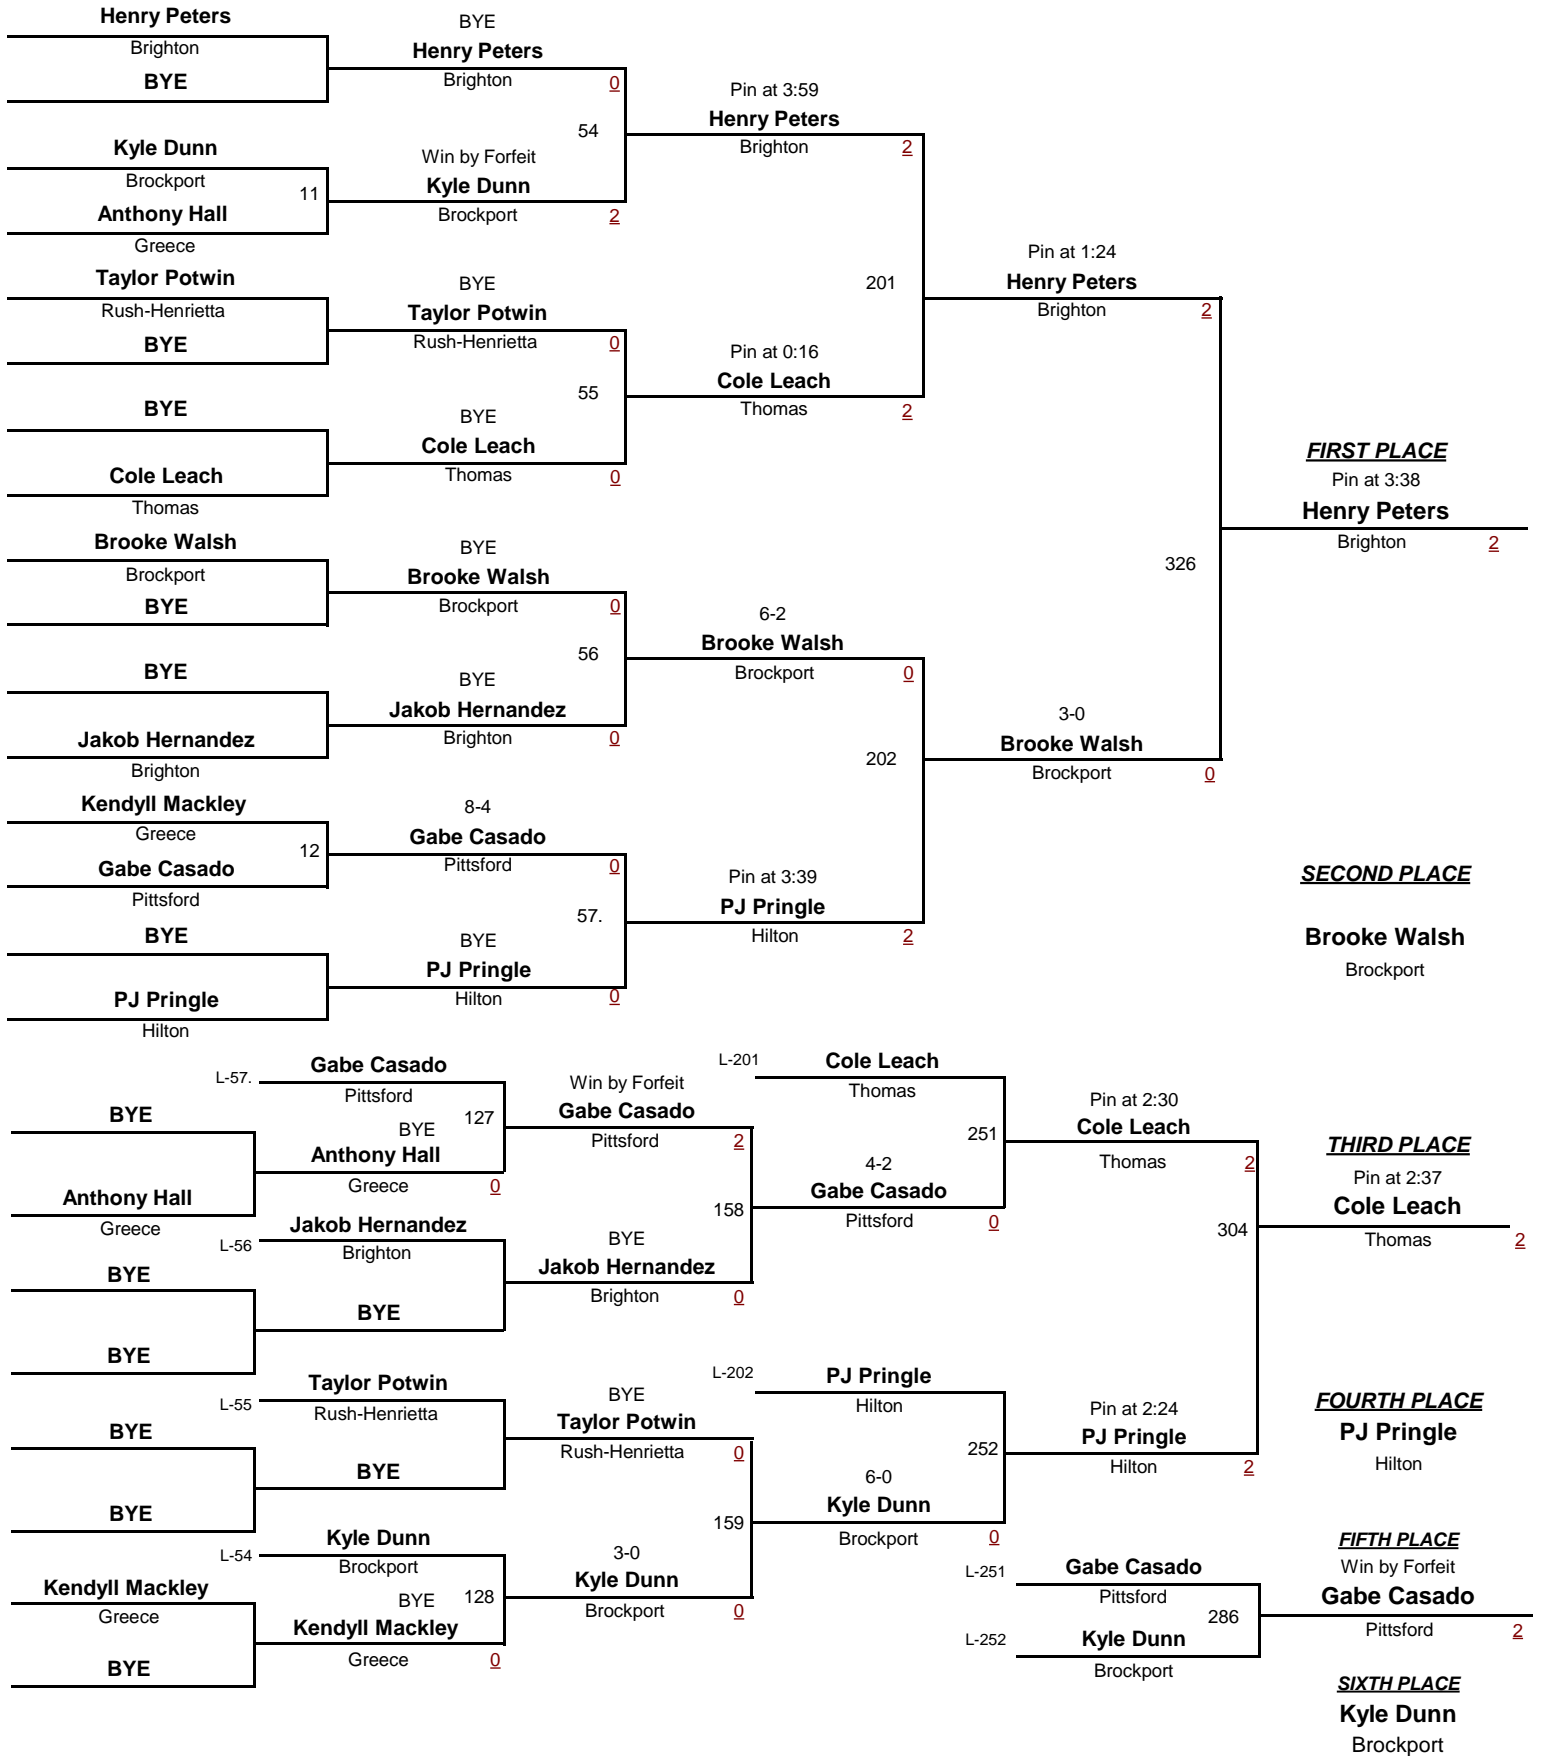 Henry Peters
Brighton
BYE
Kyle Dunn
Brockport
11
Anthony Hall
Greece
Taylor Potwin
Rush-Henrietta
BYE
BYE
Cole Leach
Thomas
Brooke Walsh
Brockport
BYE
BYE
Jakob Hernandez
Brighton
Kendyll Mackley
Greece
12
Gabe Casado
Pittsford
BYE
PJ Pringle
Hilton
BYE
Henry Peters
Brighton
0
54
Win by Forfeit
Kyle Dunn
Brockport
2
BYE
Taylor Potwin
Rush-Henrietta
0
55
BYE
Cole Leach
Thomas
0
BYE
Brooke Walsh
Brockport
0
56
BYE
Jakob Hernandez
Brighton
0
8-4
Gabe Casado
Pittsford
0
57.
BYE
PJ Pringle
Hilton
0
Pin at 3:59
Henry Peters
Brighton
2
201
Pin at 0:16
Cole Leach
Thomas
2
6-2
Brooke Walsh
Brockport
0
202
Pin at 3:39
PJ Pringle
Hilton
2
Pin at 1:24
Henry Peters
Brighton
2
326
3-0
Brooke Walsh
Brockport
0
FIRST PLACE
Pin at 3:38
Henry Peters
Brighton
2
SECOND PLACE
Brooke Walsh
Brockport
BYE
Anthony Hall
Greece
BYE
BYE
BYE
BYE
Kendyll Mackley
Greece
BYE
L-57.
Gabe Casado
Pittsford
127
BYE
Anthony Hall
Greece
0
L-56
Jakob Hernandez
Brighton
BYE
L-55
Taylor Potwin
Rush-Henrietta
BYE
L-54
Kyle Dunn
Brockport
128
BYE
Kendyll Mackley
Greece
0
Win by Forfeit
Gabe Casado
Pittsford
2
158
BYE
Jakob Hernandez
Brighton
0
BYE
Taylor Potwin
Rush-Henrietta
0
159
3-0
Kyle Dunn
Brockport
0
L-201
Cole Leach
Thomas
251
4-2
Gabe Casado
Pittsford
0
L-202
PJ Pringle
Hilton
252
6-0
Kyle Dunn
Brockport
0
Pin at 2:30
Cole Leach
Thomas
2
304
Pin at 2:24
PJ Pringle
Hilton
2
THIRD PLACE
Pin at 2:37
Cole Leach
Thomas
2
FOURTH PLACE
PJ Pringle
Hilton
L-251
Gabe Casado
Pittsford
286
L-252
Kyle Dunn
Brockport
FIFTH PLACE
Win by Forfeit
Gabe Casado
Pittsford
2
SIXTH PLACE
Kyle Dunn
Brockport